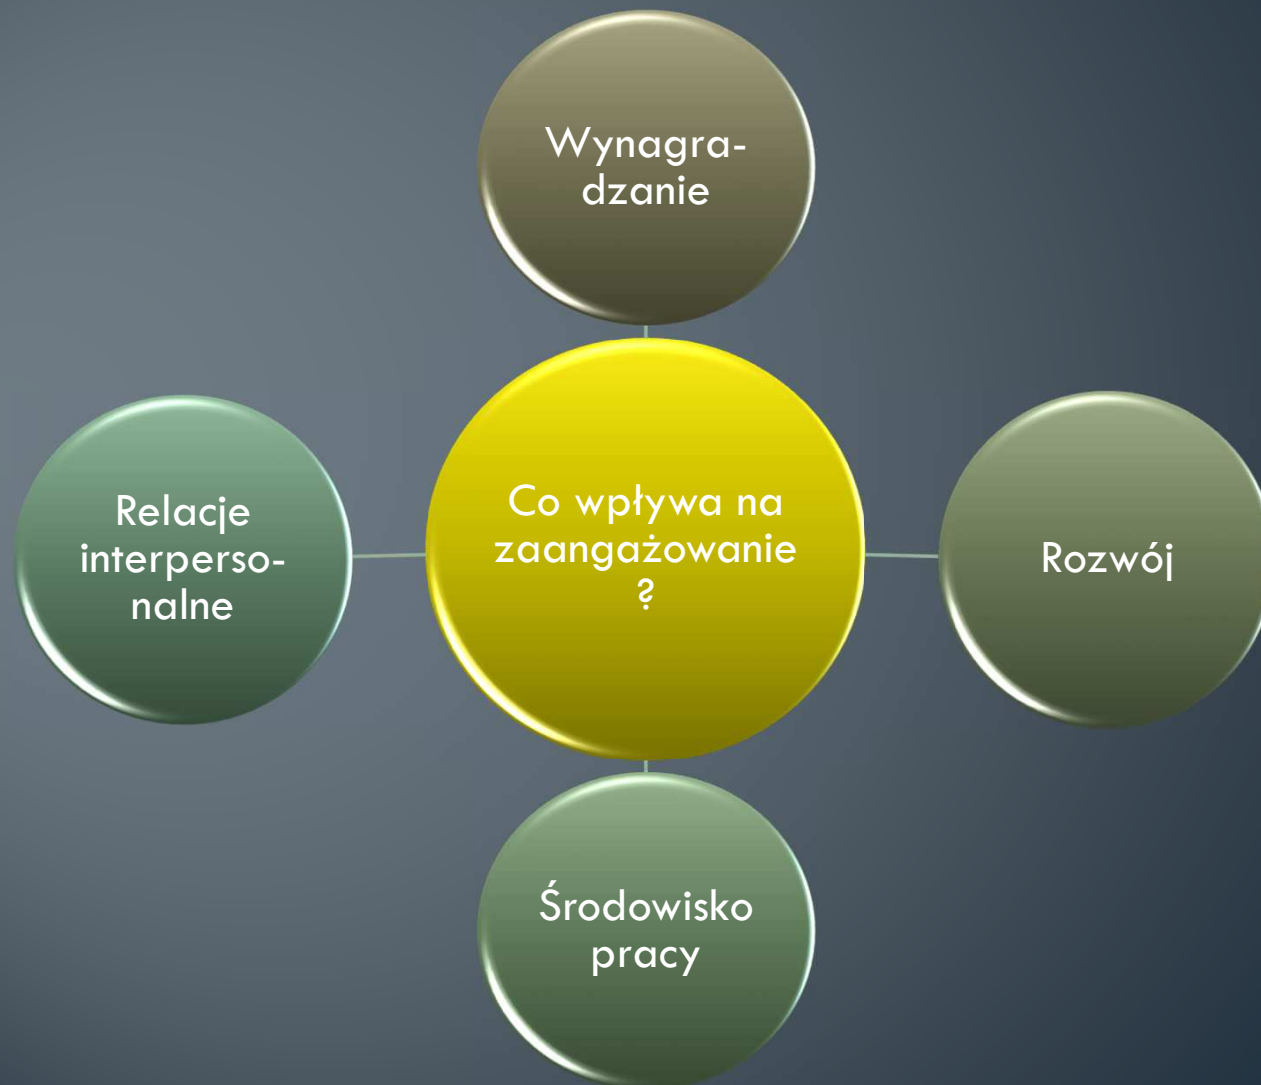 Wynagra-
dzanie
Relacje
interperso-
nalne
Co wpływa na
zaangażowanie
?
Rozwój
Środowisko
pracy